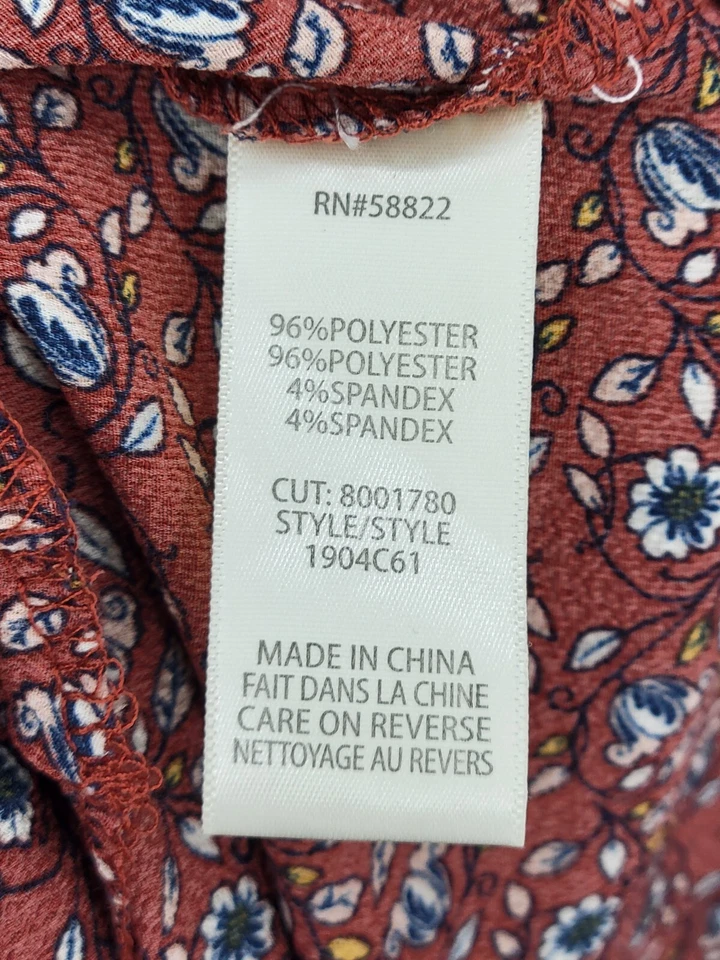 RN#58822
96%POLYESTER
96%POLYESTER
4%SPANDEX
4%SPANDEX
CUT: 8001780
STYLE/STYLE
1904C61
MADE IN CHINA
FAIT DANS LA CHINE
CARE ON REVERSE
NETTOYAGE AU REVERS